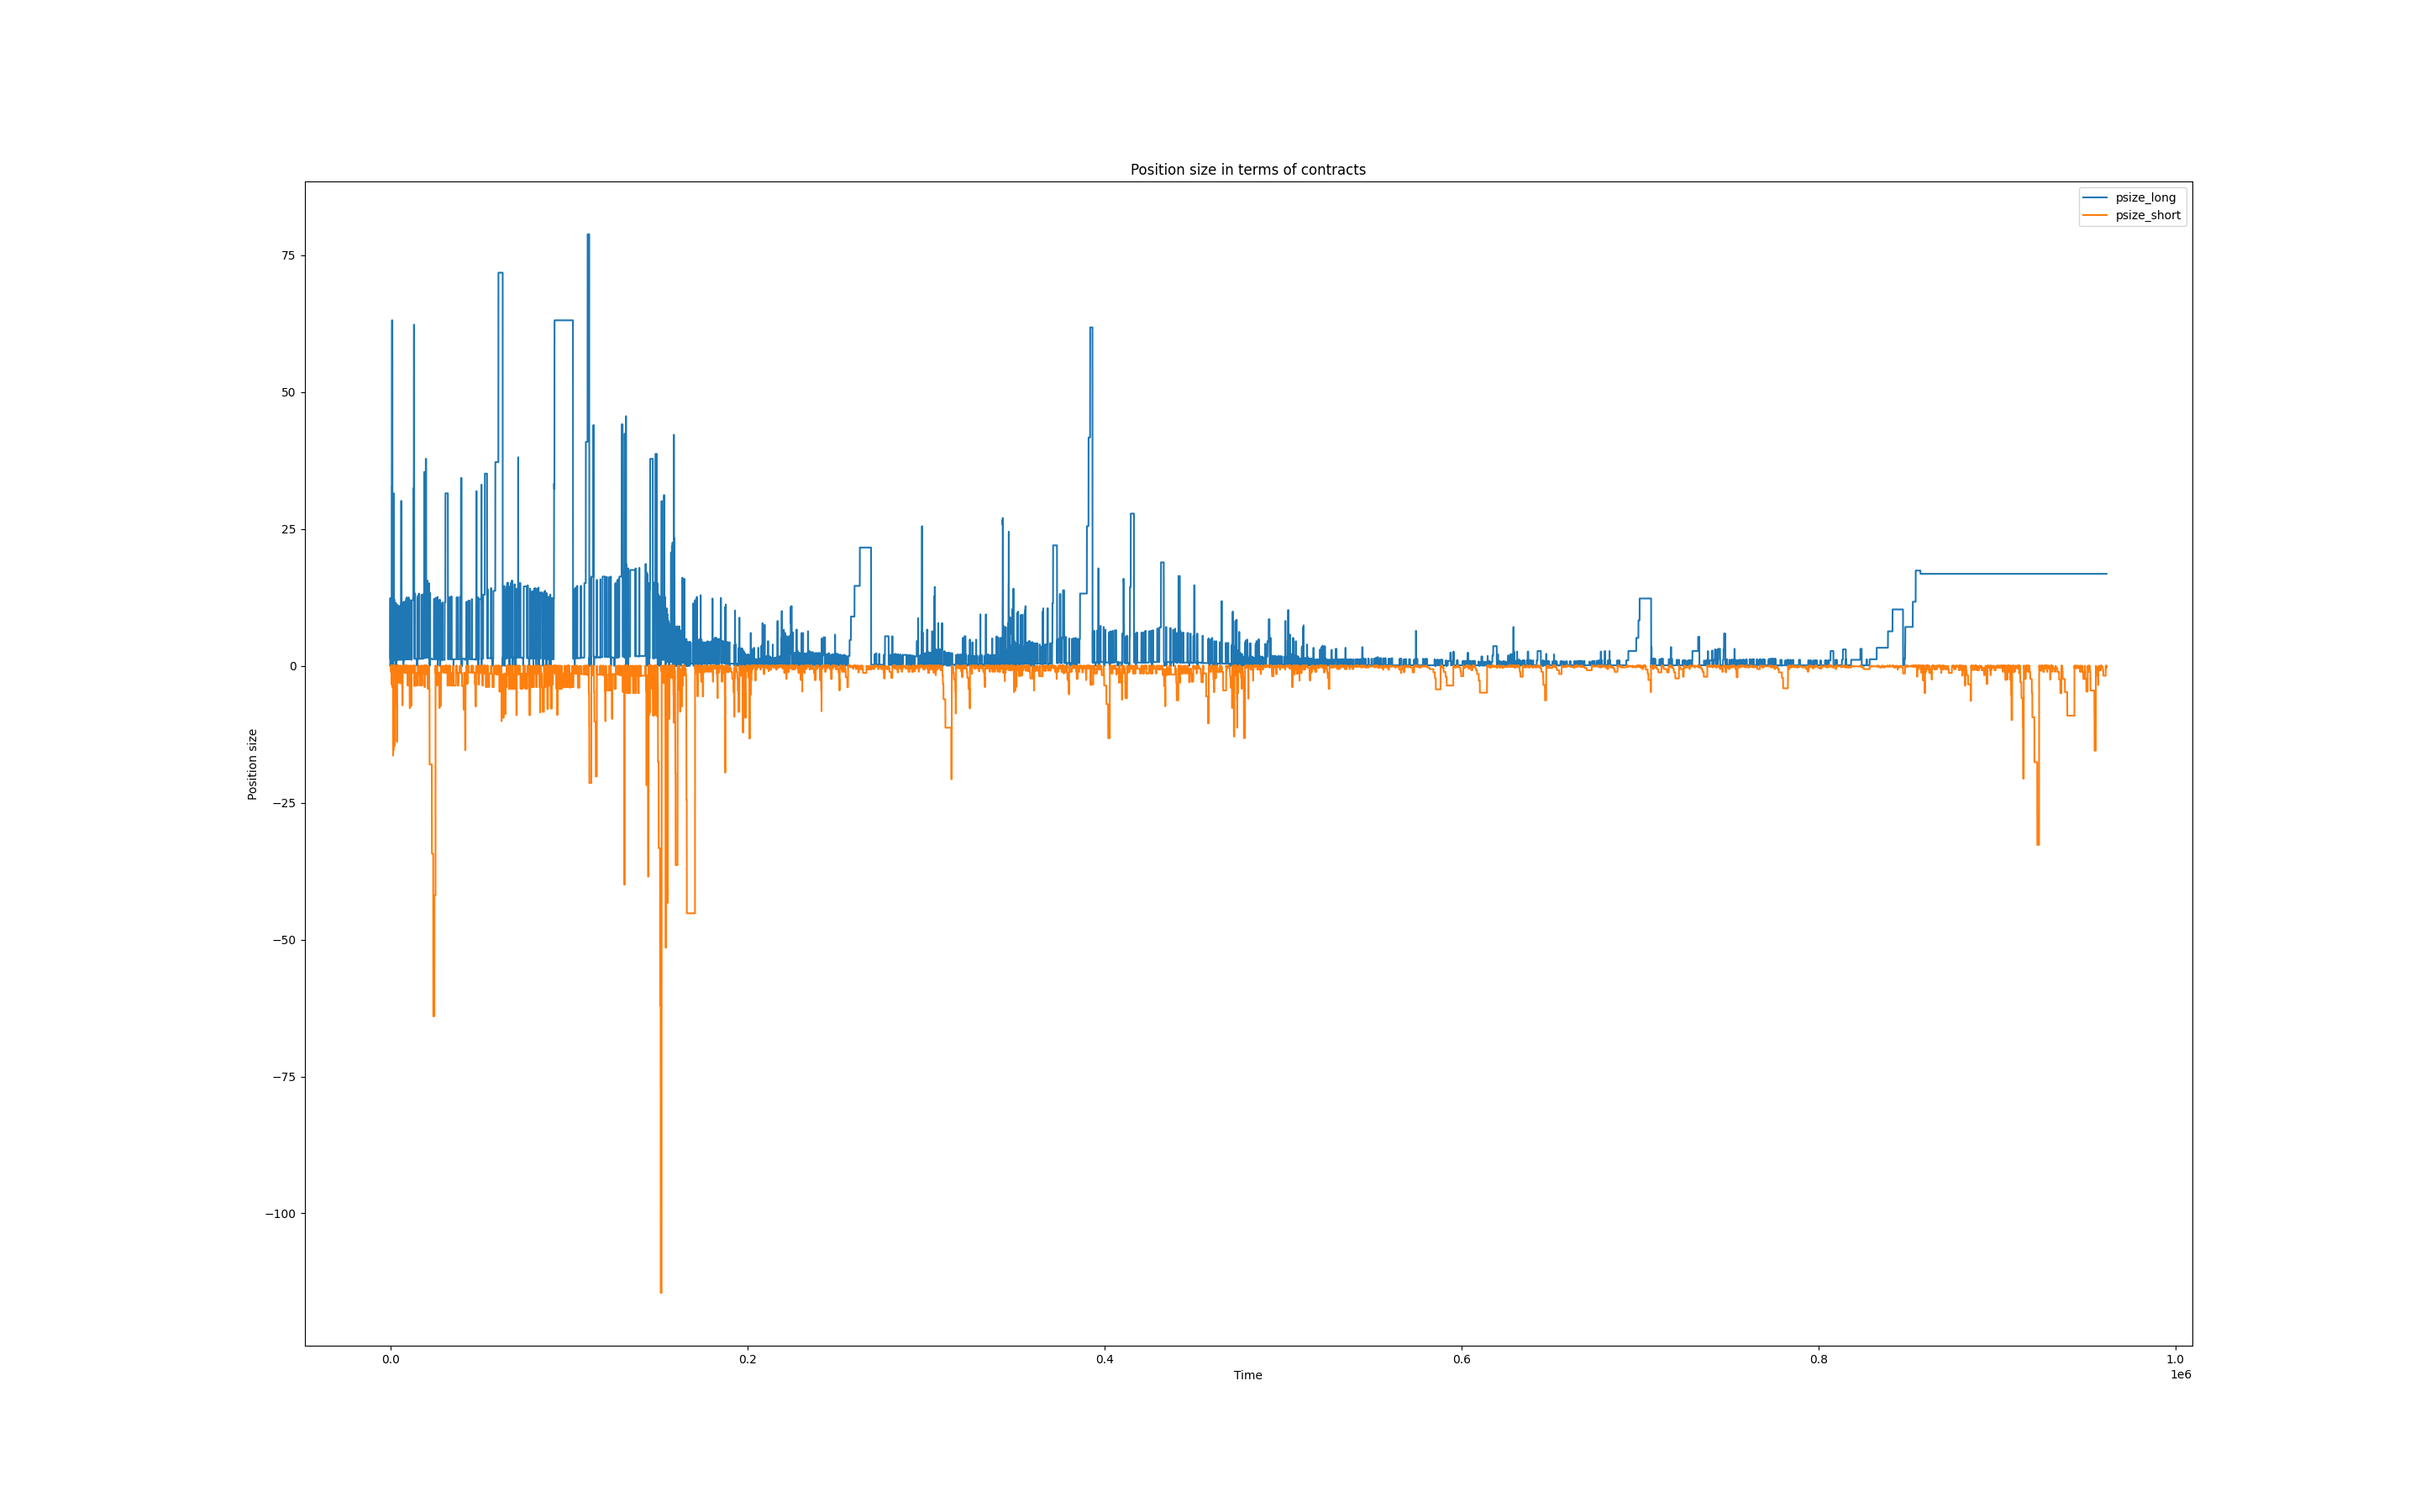 Position size in terms of contracts
psize_long
psize_short
75
50
25
0
−25
−50
−75
−100
Position size
0.0
0.2
0.4
0.6
0.8
1.0
1e6
Time